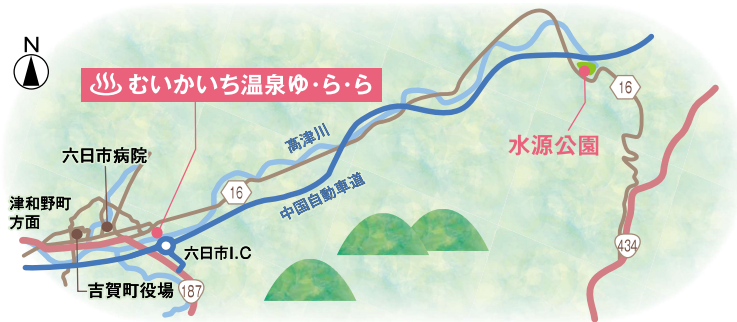 N
むいかいち温泉ゆ・ら・ら
16
水源公園
高津川
六日市病院
16
中国自動車道
津和野町
方面
六日市I.C
434
吉賀町役場
187